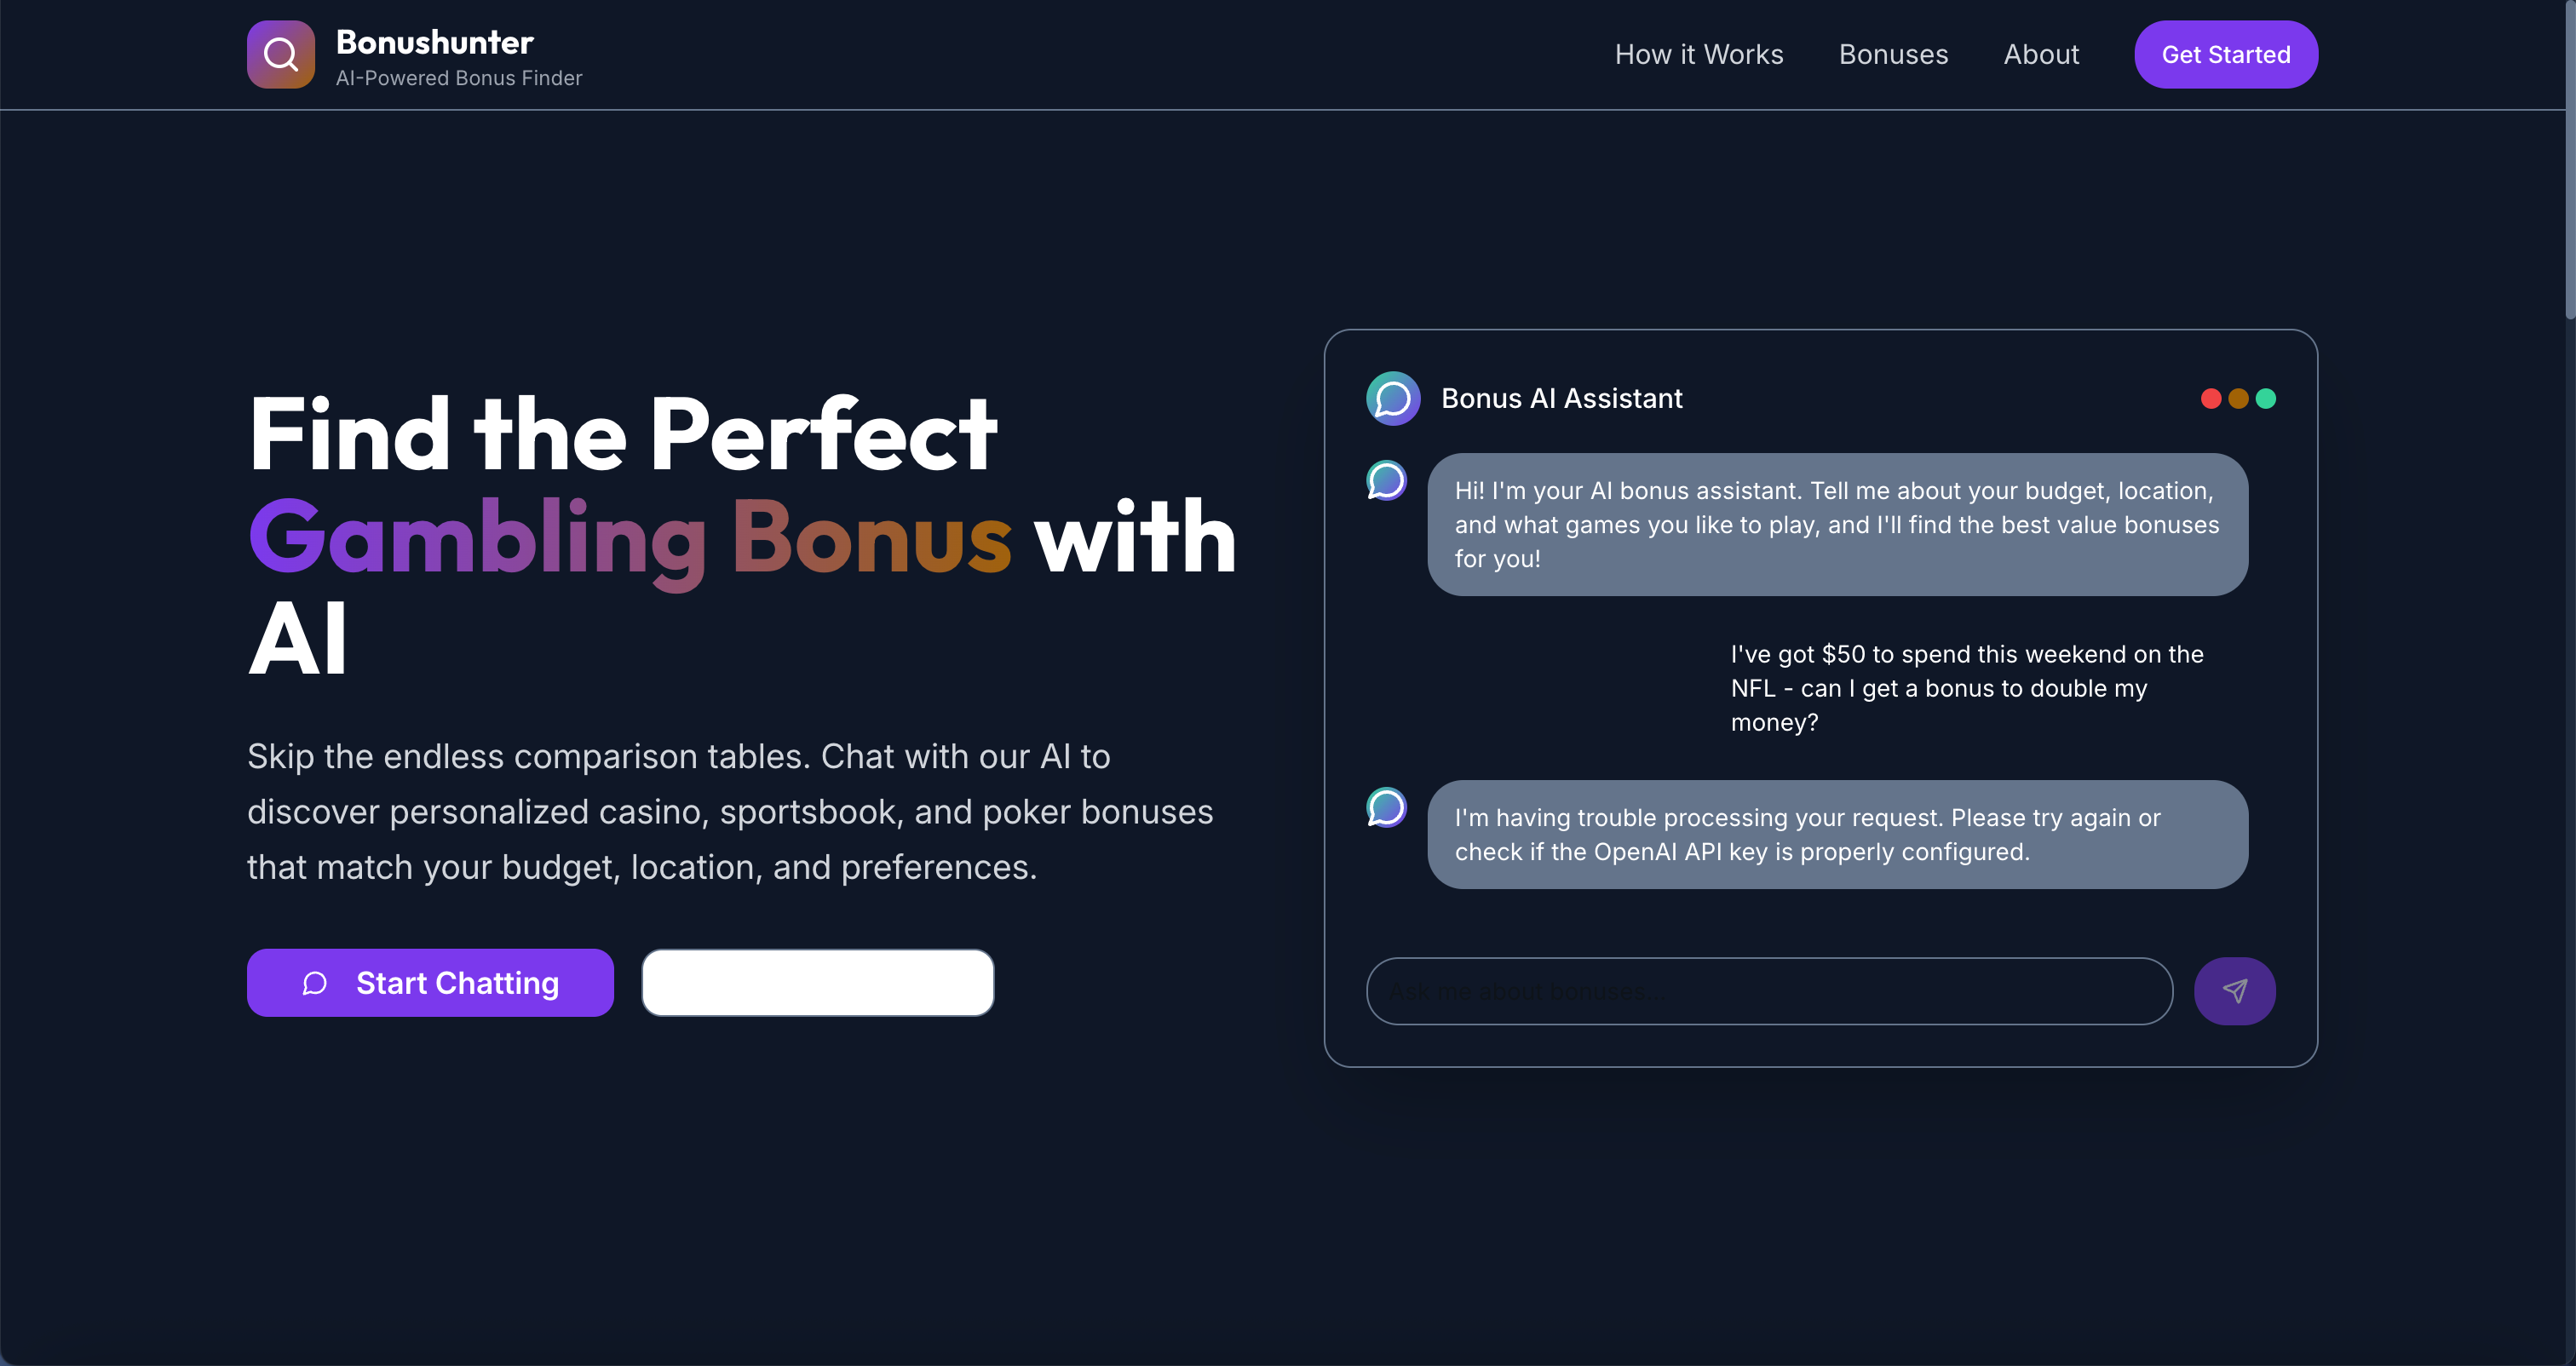 Bonushunter
AI-Powered Bonus Finder
How it Works
Bonuses
About
Get Started
Find the Perfect
Gambling Bonus with
AI
Skip the endless comparison tables. Chat with our AI to
discover personalized casino, sportsbook, and poker bonuses
that match your budget, location, and preferences.
Start Chatting
Bonus AI Assistant
Hi! I'm your AI bonus assistant. Tell me about your budget, location,
and what games you like to play, and I'll find the best value bonuses
for you!
I've got $50 to spend this weekend on the
NFL - can I get a bonus to double my
money?
I'm having trouble processing your request. Please try again or
check if the OpenAI API key is properly configured.
Ask me about bonuses...